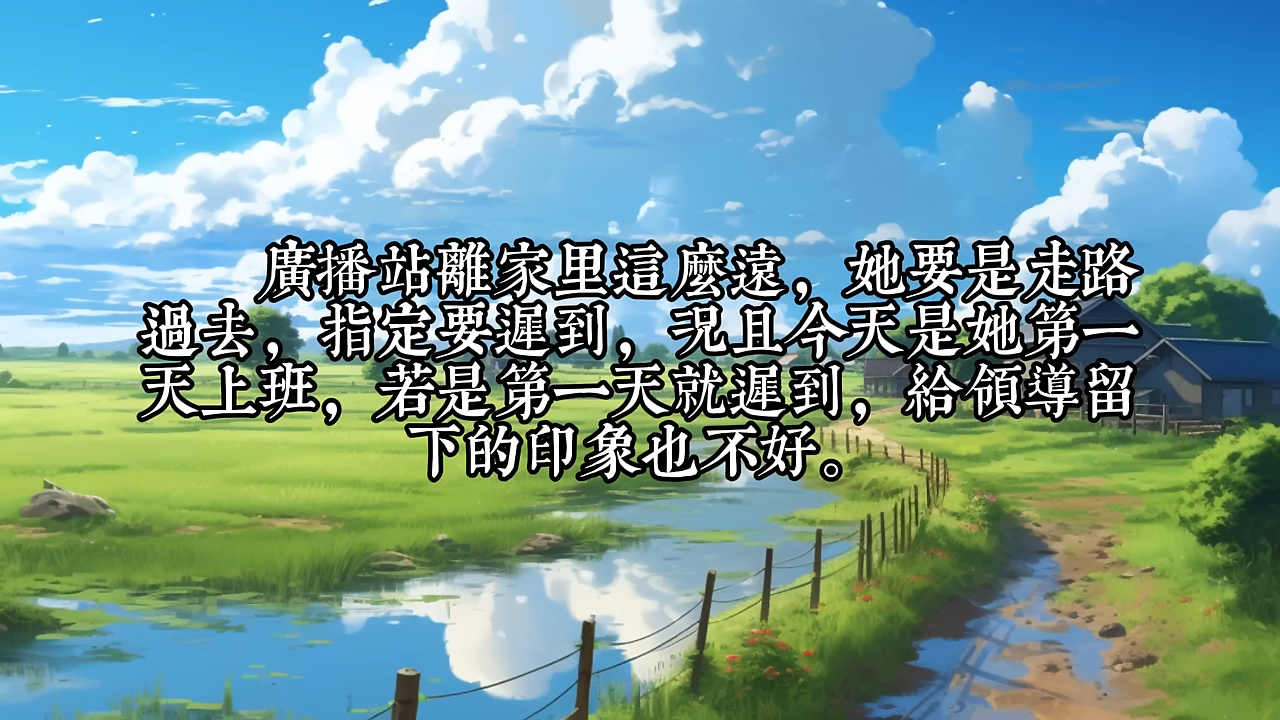 廣播站離家里這麼遠，她要是走路
過去，指定要遲到，況且今天是她第一
天上班，若是第一天就遲到，給領導留
下的印象也不好。